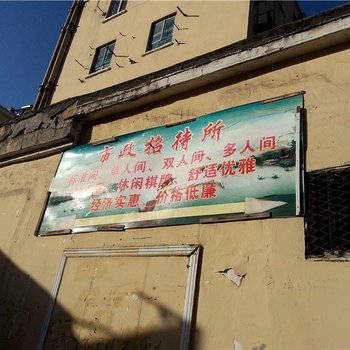 市政招待所
标准间、单人间、双人间、多人间
休闲棋牌、舒适优雅
经济实惠 价格低廉